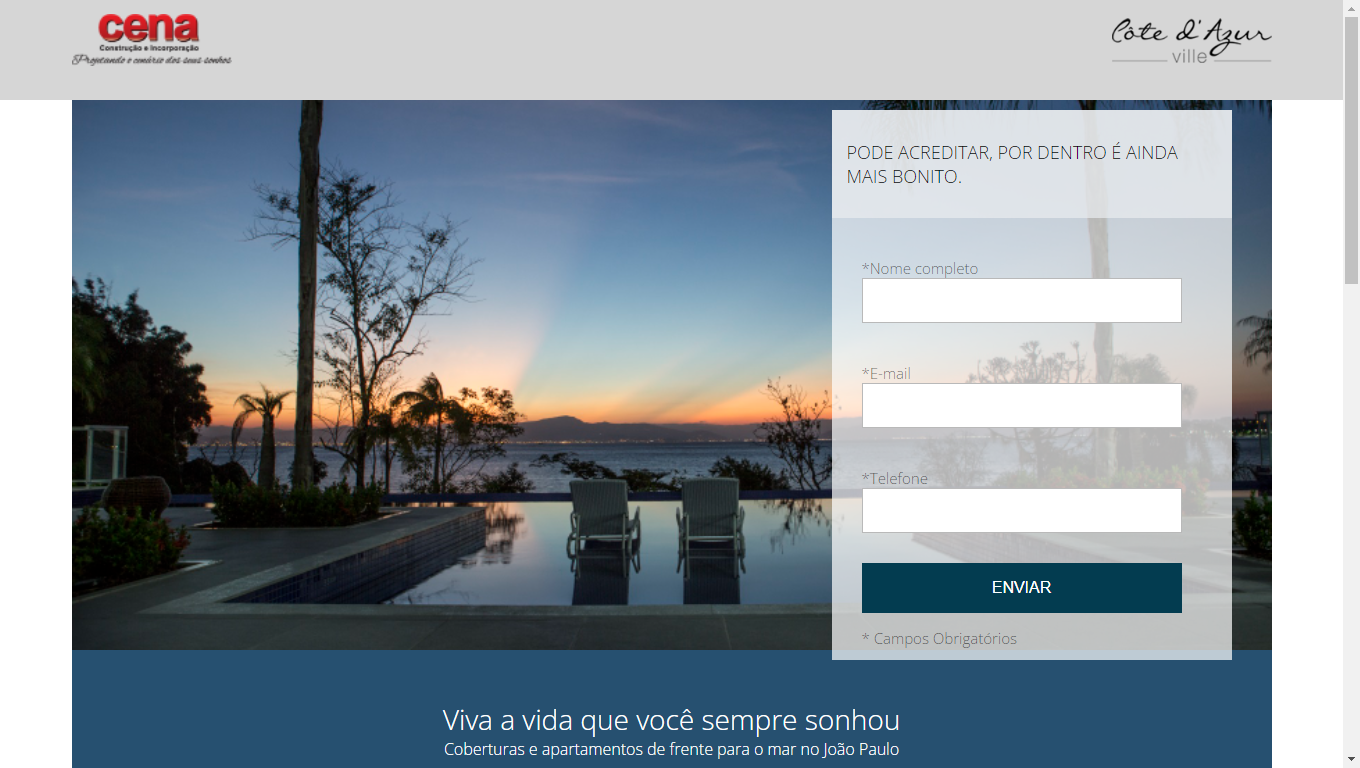 cena
Construção e Incorporação
Projetando o cenário dos seus sonhos
Côte d'Azur
ville
PODE ACREDITAR, POR DENTRO É AINDA
MAIS BONITO.
*Nome completo
*E-mail
*Telefone
ENVIAR
* Campos Obrigatórios
Viva a vida que você sempre sonhou
Coberturas e apartamentos de frente para o mar no João Paulo